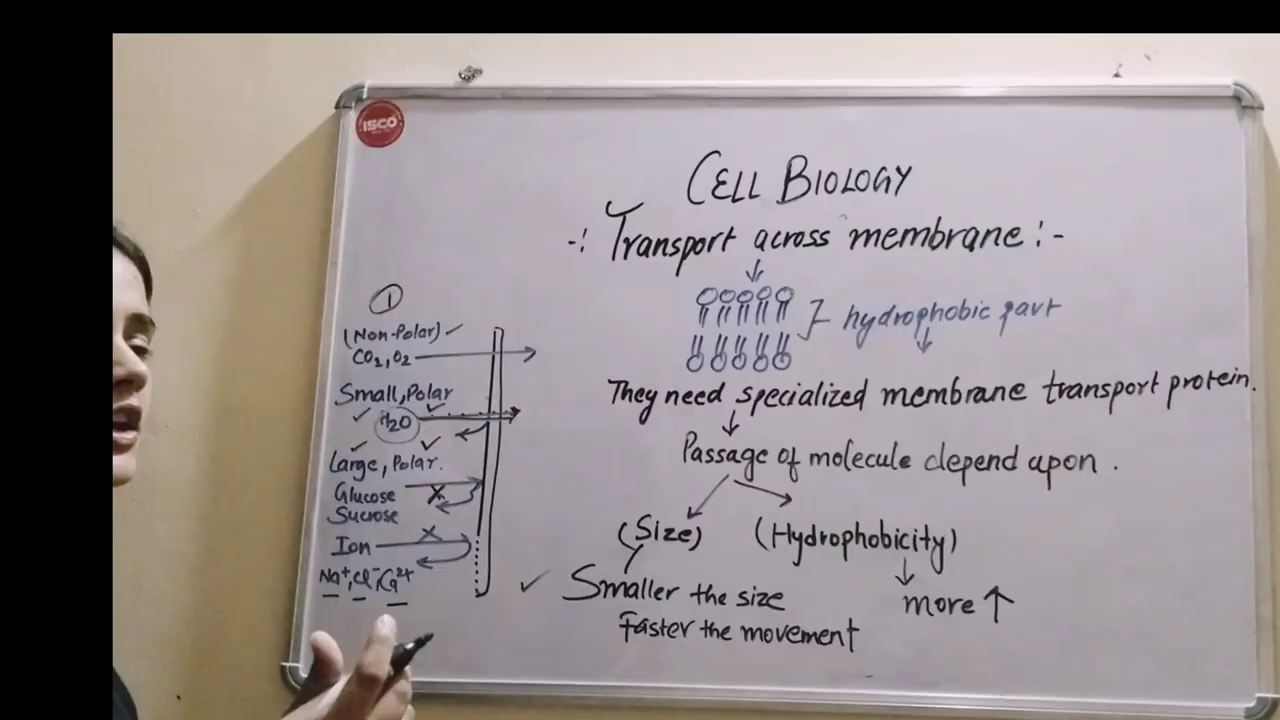 ISCO
CELL BIOLOGY
-: Transport across membrane :-
} hydrophobic part
They need specialized membrane transport protein.
Passage of molecule depend upon .
(Size) (Hydrophobicity)
✓ Smaller the size
Faster the movement
more ↑
①
(Non-Polar) ✓
CO₂, O₂
Small, Polar
✓ H₂O ✓
✓ ✓
Large, Polar.
Glucose
Sucrose
Ion
Na⁺, Cl⁻, Ca²⁺